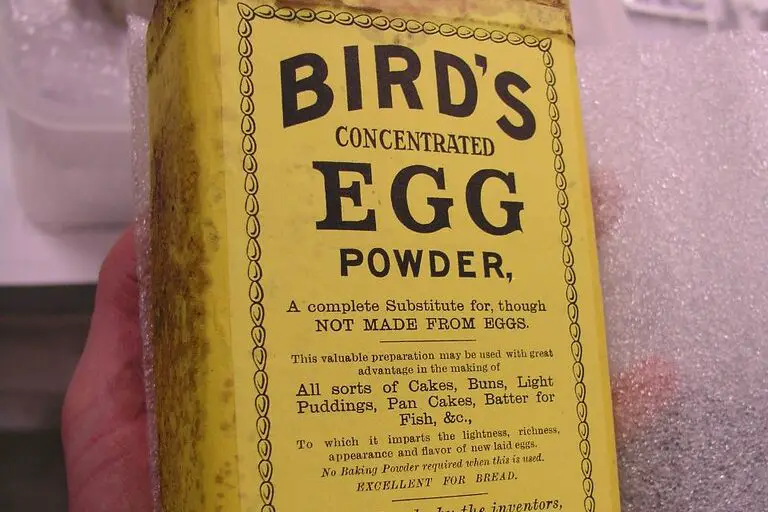 BIRD'S
CONCENTRATED
EGG
POWDER,
A complete Substitute for, though
NOT MADE FROM EGGS.
This valuable preparation may be used with great
advantage in the making of
All sorts of Cakes, Buns, Light
Puddings, Pan Cakes, Batter for
Fish, &c.,
To which it imparts the lightness, richness,
appearance and flavor of new laid eggs.
No Baking Powder required when this is used.
EXCELLENT FOR BREAD.
by the inventors,